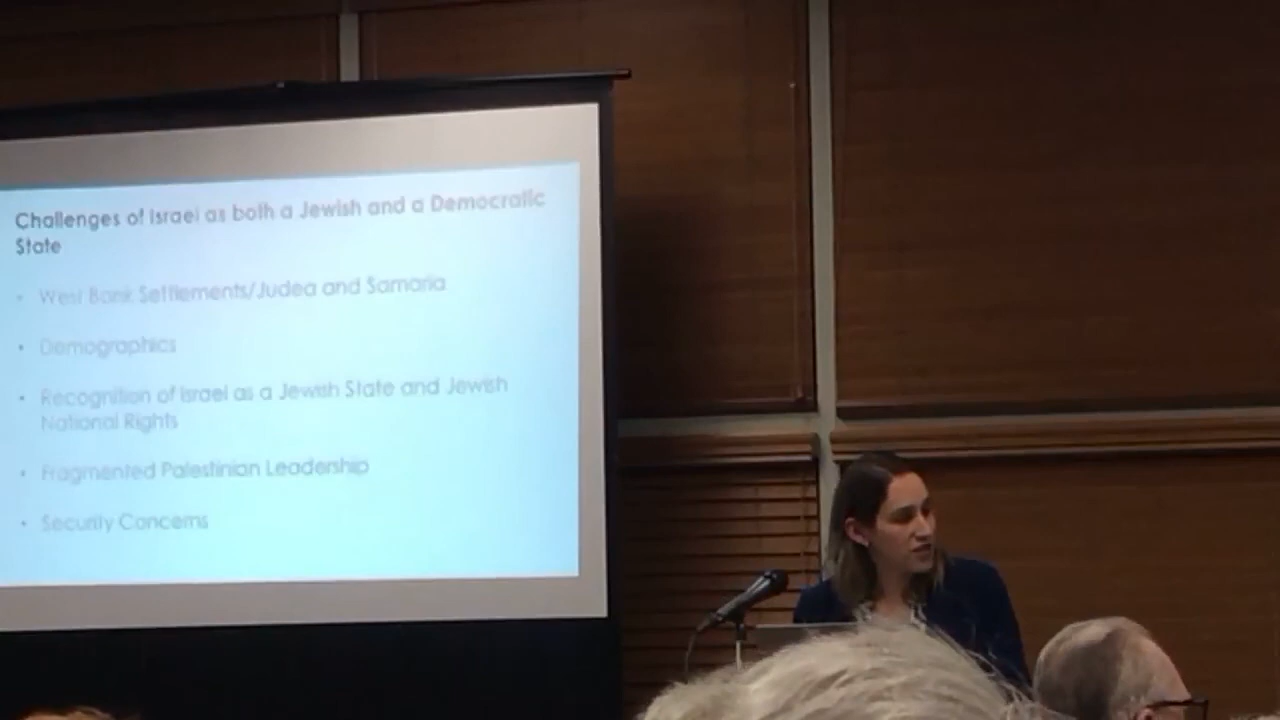 Challenges of Israel as both a Jewish and a Democratic
State
• West Bank Settlements/Judea and Samaria
• Demographics
• Recognition of Israel as a Jewish State and Jewish
National Rights
• Fragmented Palestinian Leadership
• Security Concerns